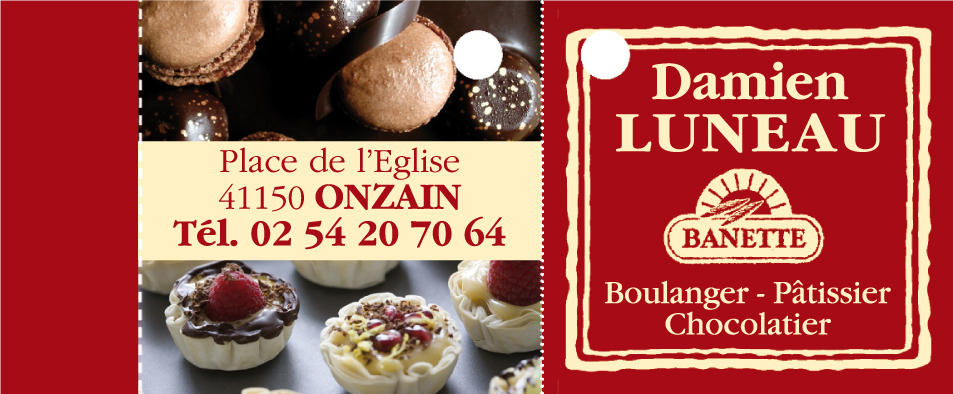 Place de l'Eglise
41150 ONZAIN
Tél. 02 54 20 70 64
Damien
LUNEAU
BANETTE
Boulanger - Pâtissier
Chocolatier